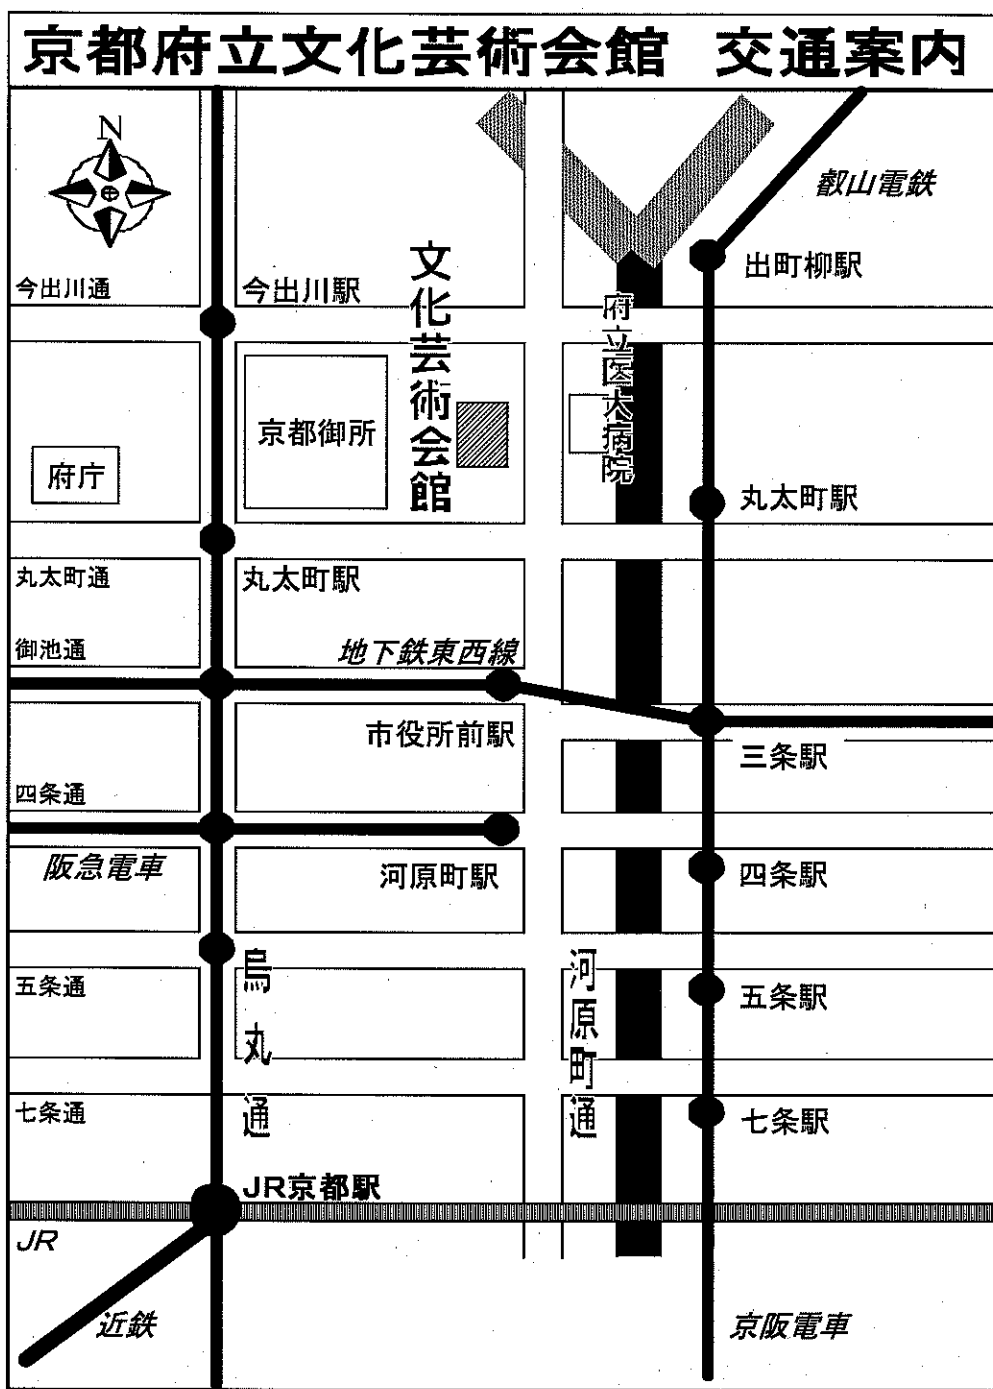 京都府立文化芸術会館 交通案内
N
叡山電鉄
出町柳駅
今出川通
今出川駅
文化芸術会館
府立医大病院
京都御所
府庁
丸太町駅
丸太町通
丸太町駅
御池通
地下鉄東西線
市役所前駅
三条駅
四条通
阪急電車
河原町駅
四条駅
烏丸通
河原町通
五条通
五条駅
七条通
七条駅
JR京都駅
JR
近鉄
京阪電車